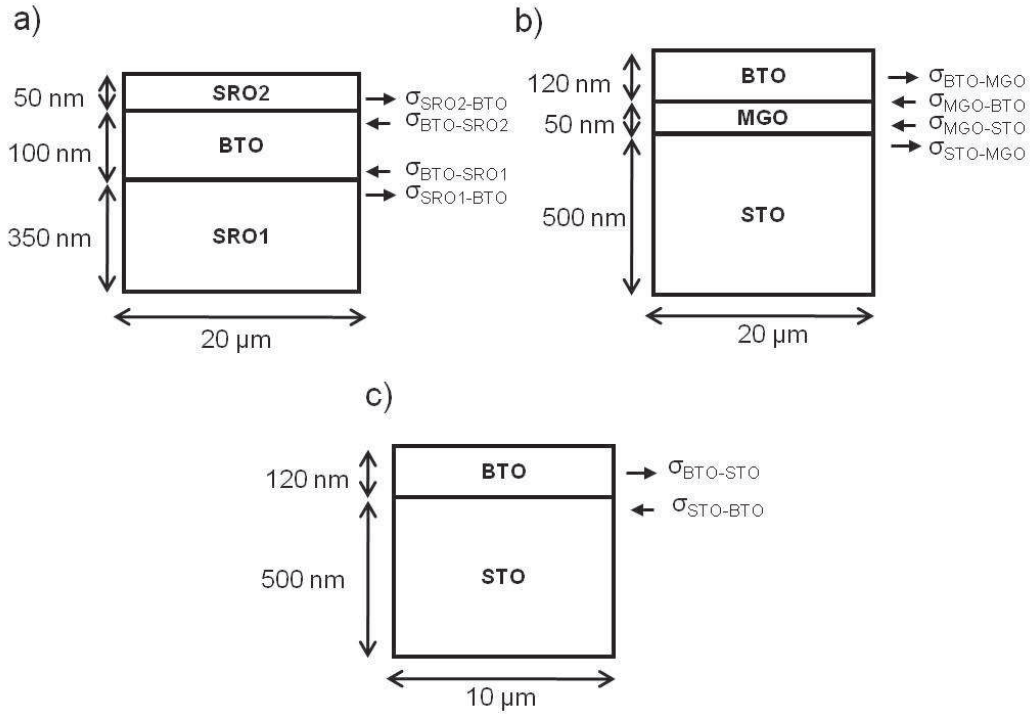 a)
50 nm
SRO2
σSRO2-BTO
σBTO-SRO2
100 nm
BTO
σBTO-SRO1
σSRO1-BTO
350 nm
SRO1
20 µm
b)
120 nm
BTO
σBTO-MGO
σMGO-BTO
50 nm
MGO
σMGO-STO
σSTO-MGO
500 nm
STO
20 µm
c)
120 nm
BTO
σBTO-STO
σSTO-BTO
500 nm
STO
10 µm